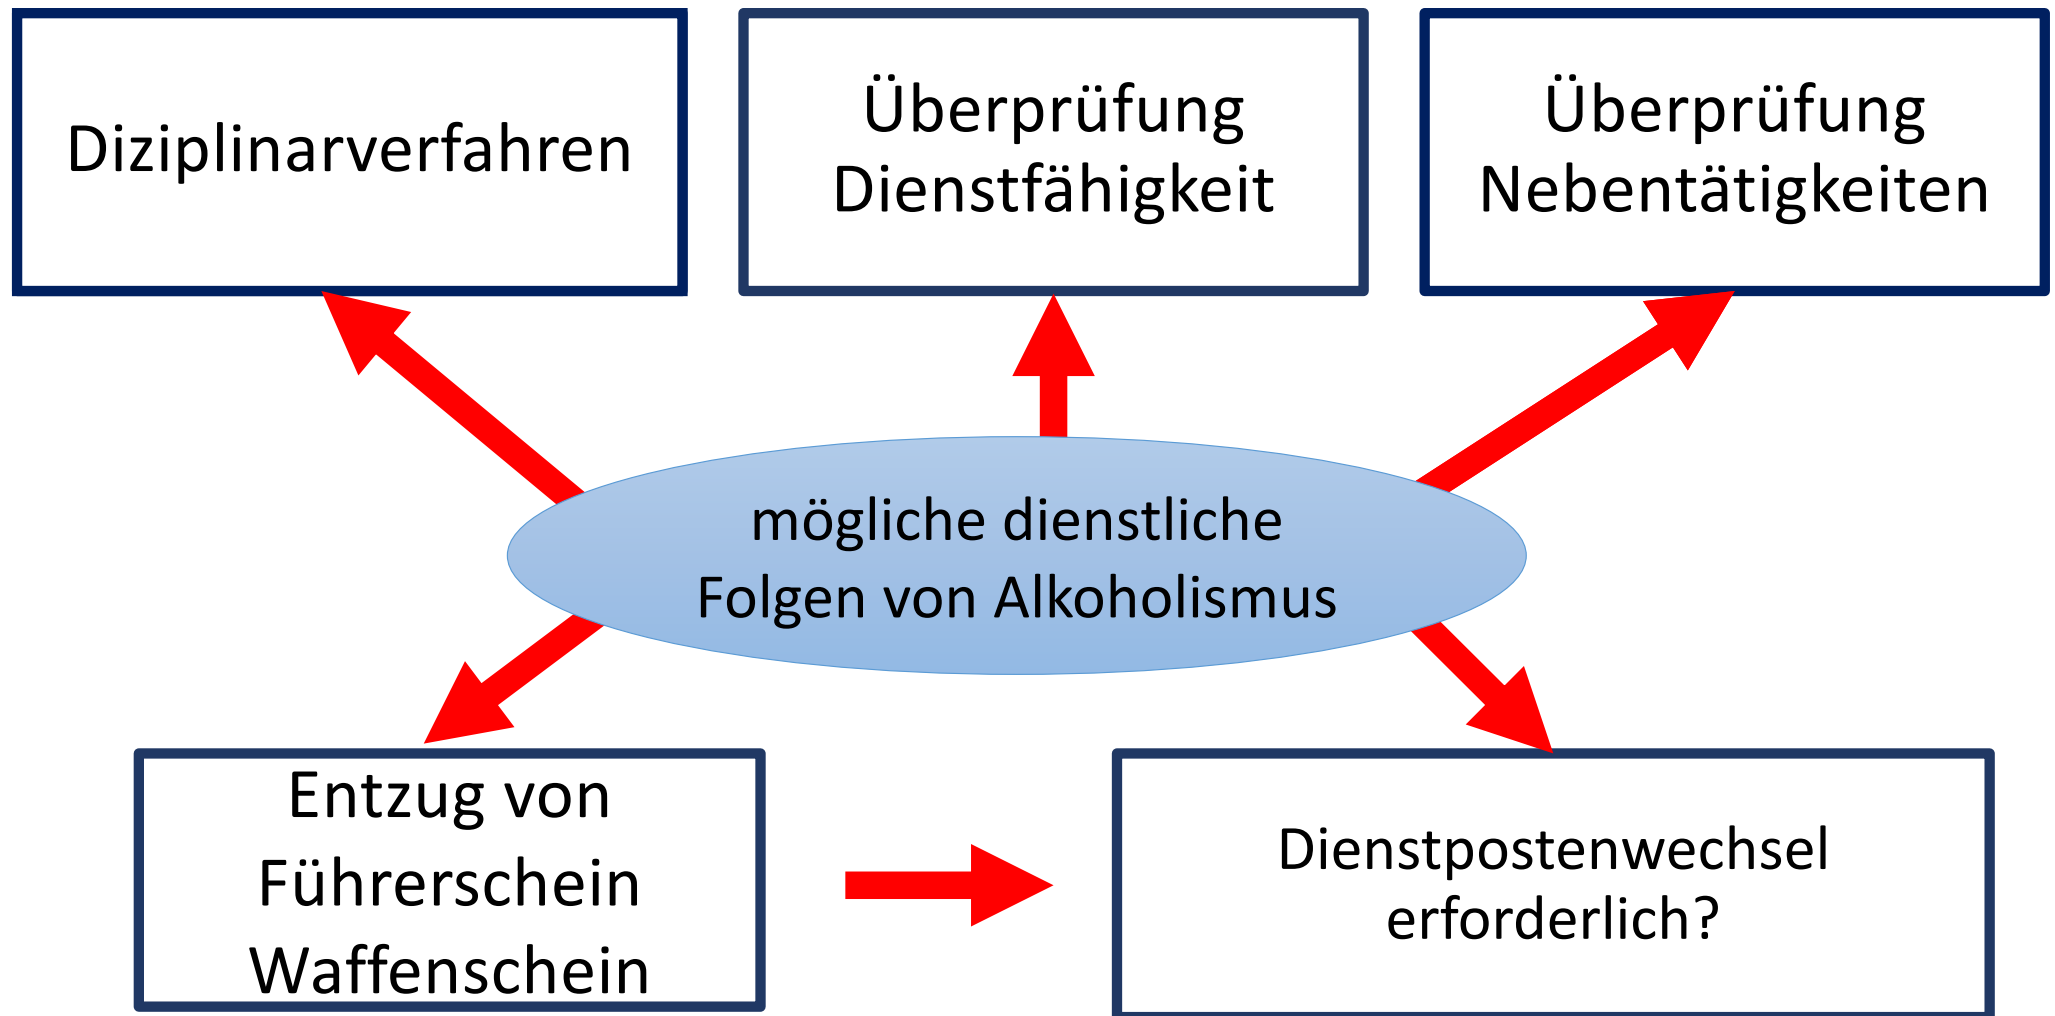 Diziplinarverfahren
Überprüfung
Dienstfähigkeit
Überprüfung
Nebentätigkeiten
mögliche dienstliche
Folgen von Alkoholismus
Entzug von
Führerschein
Waffenschein
Dienstpostenwechsel
erforderlich?